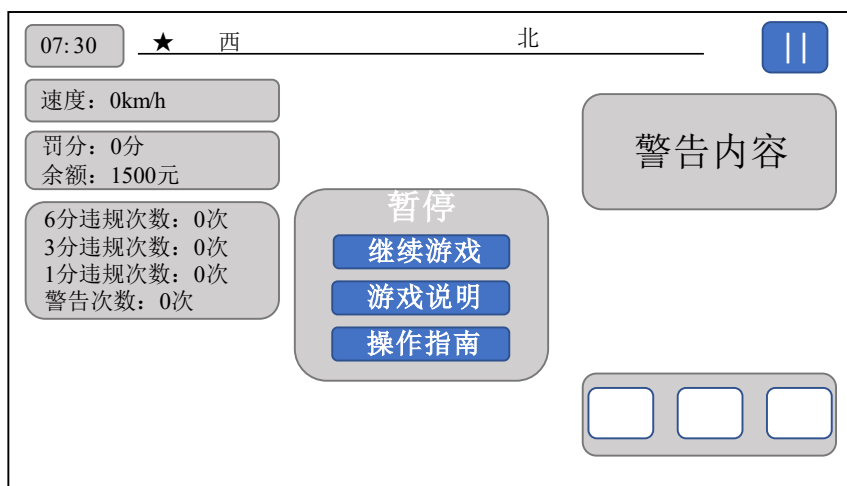 07:30
★ 西 北
速度：0km/h
罚分：0分
余额：1500元
6分违规次数：0次
3分违规次数：0次
1分违规次数：0次
警告次数：0次
暂停
继续游戏
游戏说明
操作指南
警告内容